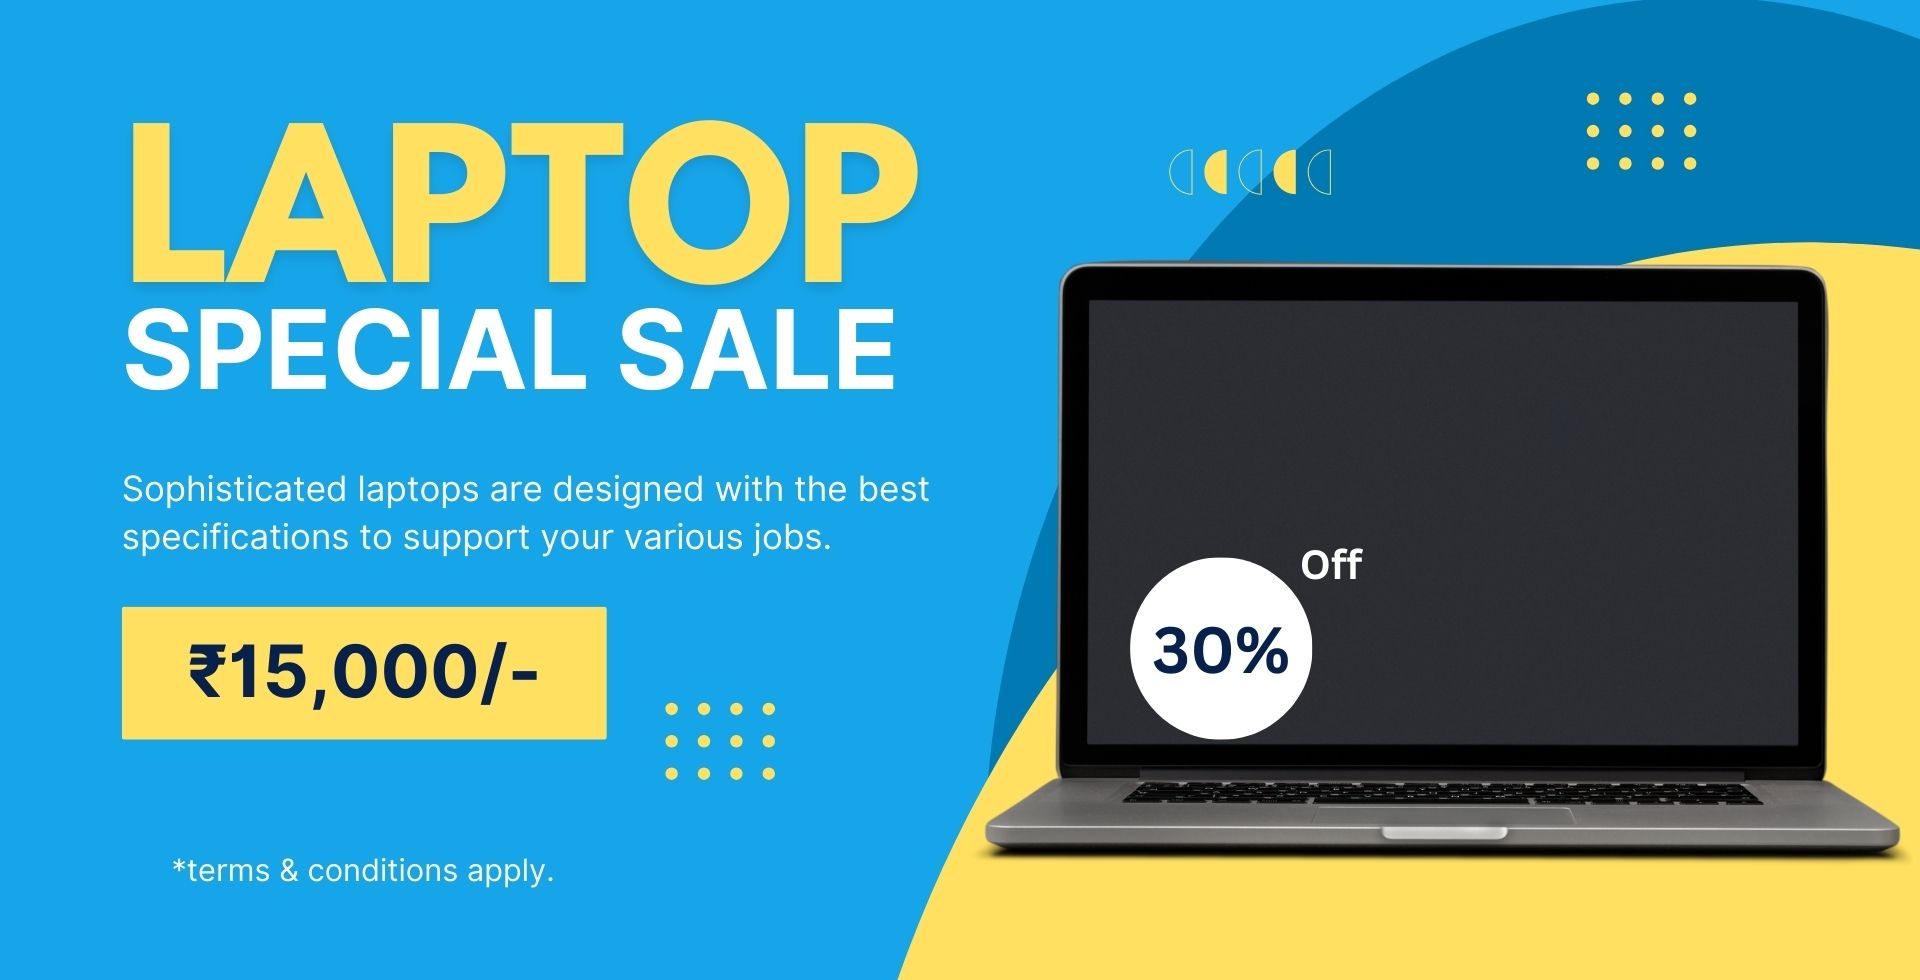 LAPTOP
SPECIAL SALE
Sophisticated laptops are designed with the best
specifications to support your various jobs.
₹15,000/-
*terms & conditions apply.
Off
30%